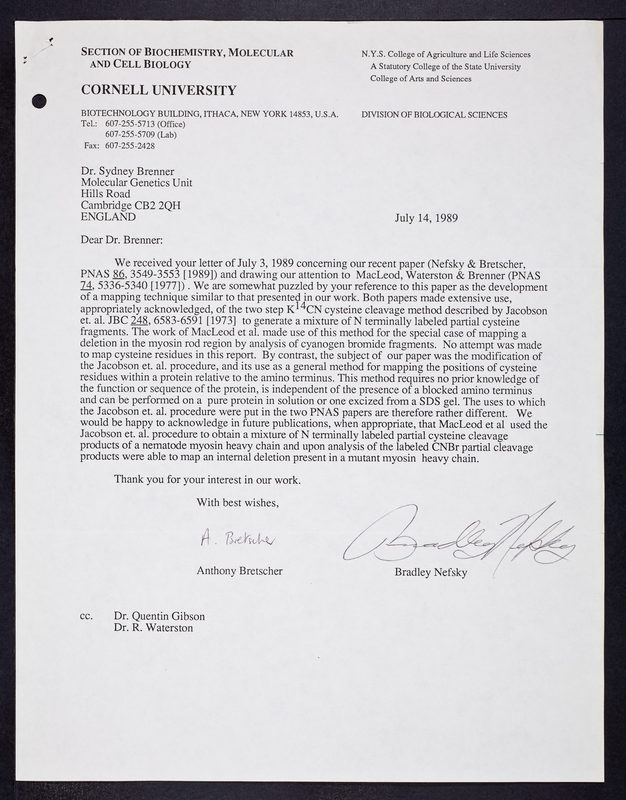 SECTION OF BIOCHEMISTRY, MOLECULAR
AND CELL BIOLOGY
CORNELL UNIVERSITY
N.Y.S. College of Agriculture and Life Sciences
A Statutory College of the State University
College of Arts and Sciences
BIOTECHNOLOGY BUILDING, ITHACA, NEW YORK 14853, U.S.A.
DIVISION OF BIOLOGICAL SCIENCES
Tel.: 607-255-5713 (Office)
607-255-5709 (Lab)
Fax: 607-255-2428
Dr. Sydney Brenner
Molecular Genetics Unit
Hills Road
Cambridge CB2 2QH
ENGLAND
July 14, 1989
Dear Dr. Brenner:
We received your letter of July 3, 1989 concerning our recent paper (Nefsky & Bretscher,
PNAS 86, 3549-3553 [1989]) and drawing our attention to MacLeod, Waterston & Brenner (PNAS
74, 5336-5340 [1977]) . We are somewhat puzzled by your reference to this paper as the development
of a mapping technique similar to that presented in our work. Both papers made extensive use,
appropriately acknowledged, of the two step K14CN cysteine cleavage method described by Jacobson
et. al. JBC 248, 6583-6591 [1973] to generate a mixture of N terminally labeled partial cysteine
fragments. The work of MacLeod et al. made use of this method for the special case of mapping a
deletion in the myosin rod region by analysis of cyanogen bromide fragments. No attempt was made
to map cysteine residues in this report. By contrast, the subject of our paper was the modification of
the Jacobson et. al. procedure, and its use as a general method for mapping the positions of cysteine
residues within a protein relative to the amino terminus. This method requires no prior knowledge of
the function or sequence of the protein, is independent of the presence of a blocked amino terminus
and can be performed on a pure protein in solution or one excized from a SDS gel. The uses to which
the Jacobson et. al. procedure were put in the two PNAS papers are therefore rather different. We
would be happy to acknowledge in future publications, when appropriate, that MacLeod et al used the
Jacobson et. al. procedure to obtain a mixture of N terminally labeled partial cysteine cleavage
products of a nematode myosin heavy chain and upon analysis of the labeled CNBr partial cleavage
products were able to map an internal deletion present in a mutant myosin heavy chain.
Thank you for your interest in our work.
With best wishes,
A. Bretscher
Bradley Nefsky
Anthony Bretscher
Bradley Nefsky
cc. Dr. Quentin Gibson
Dr. R. Waterston